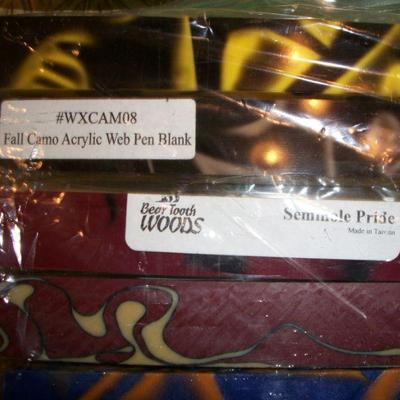 #WXCAM08
Fall Camo Acrylic Web Pen Blank
Bear Tooth
WOODS
Seminole Pride
Made in Taiwan